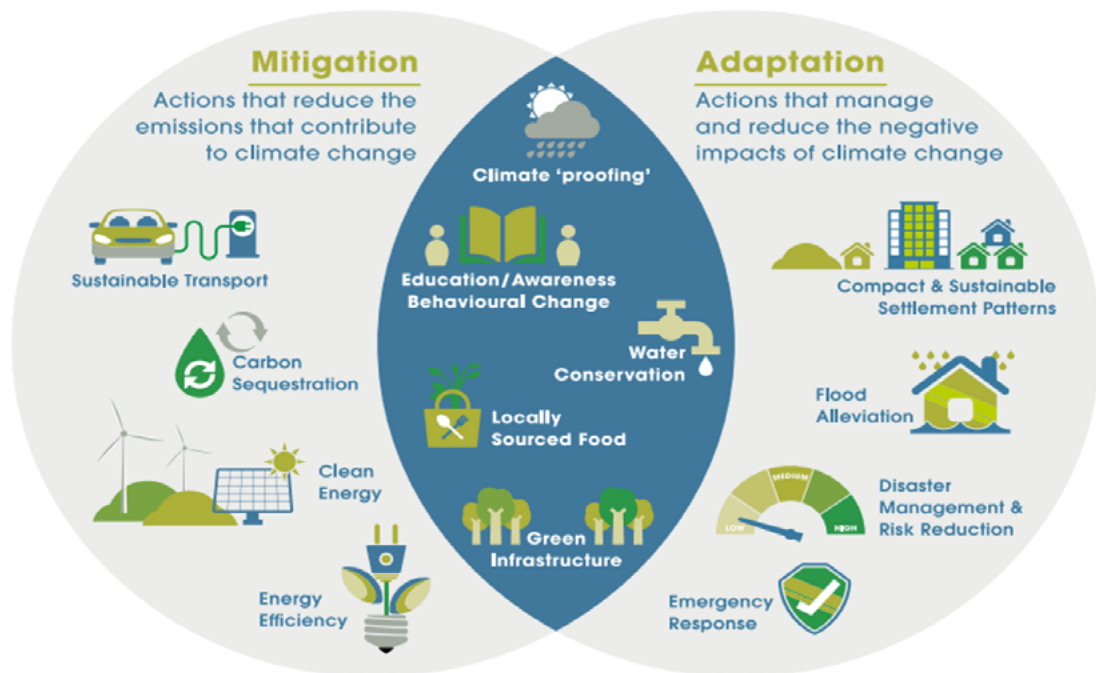 Mitigation
Actions that reduce the
emissions that contribute
to climate change
Sustainable Transport
Carbon
Sequestration
Clean
Energy
Energy
Efficiency
Climate ‘proofing’
Education/Awareness
Behavioural Change
Water
Conservation
Locally
Sourced Food
Green
Infrastructure
Adaptation
Actions that manage
and reduce the negative
impacts of climate change
Compact & Sustainable
Settlement Patterns
Flood
Alleviation
LOW
MEDIUM
HIGH
Disaster
Management &
Risk Reduction
Emergency
Response